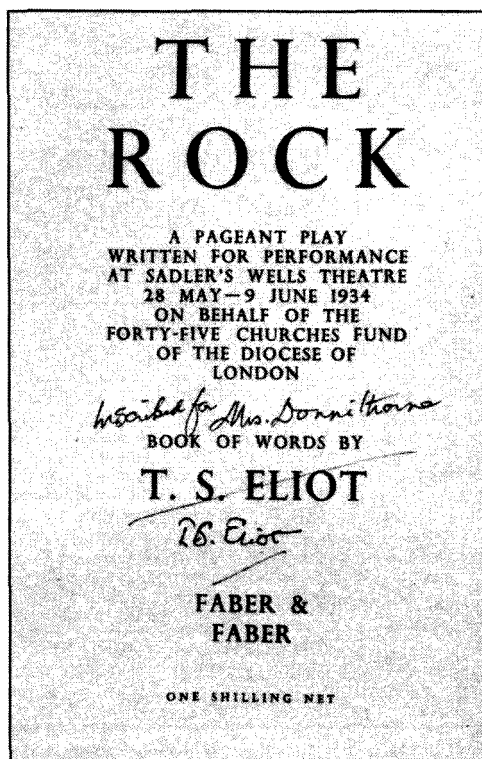 THE
ROCK
A PAGEANT PLAY
WRITTEN FOR PERFORMANCE
AT SADLER'S WELLS THEATRE
28 MAY—9 JUNE 1934
ON BEHALF OF THE
FORTY-FIVE CHURCHES FUND
OF THE DIOCESE OF
LONDON
Inscribed for Mrs. Donnithorne
BOOK OF WORDS BY
T. S. ELIOT
T.S. Eliot
FABER &
FABER
ONE SHILLING NET